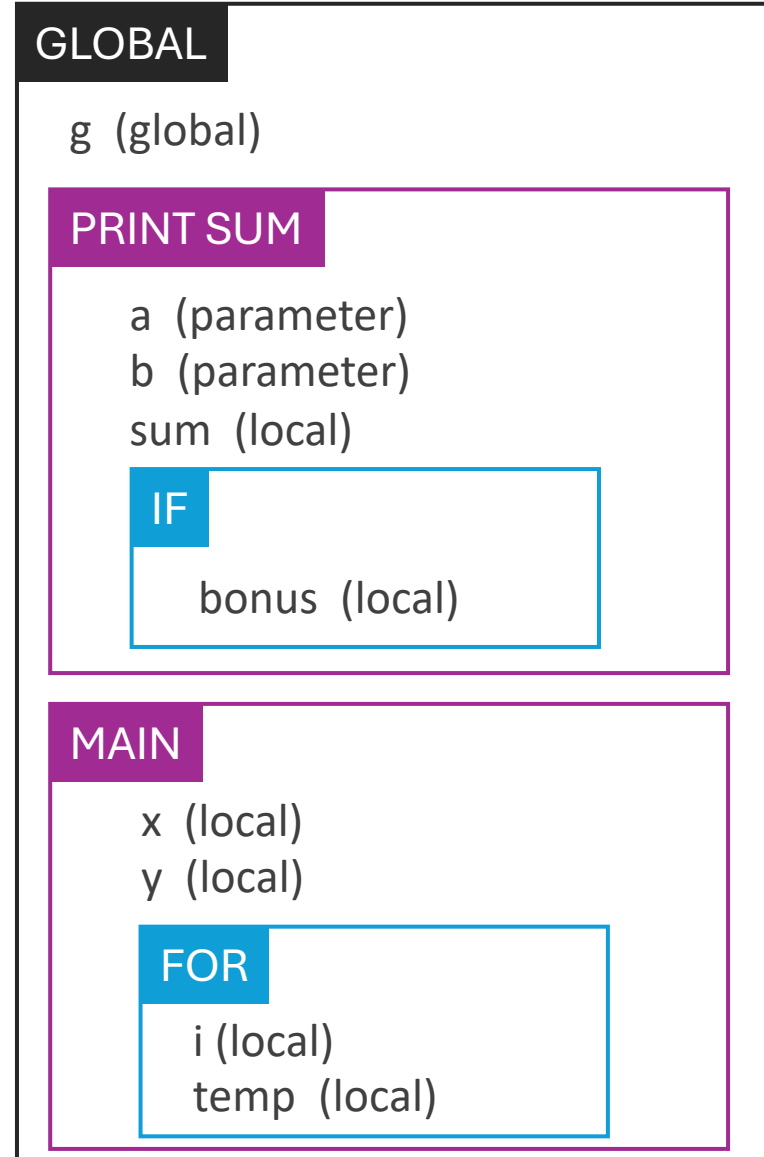 GLOBAL
g (global)
PRINT SUM
a (parameter)
b (parameter)
sum (local)
IF
bonus (local)
MAIN
x (local)
y (local)
FOR
i (local)
temp (local)